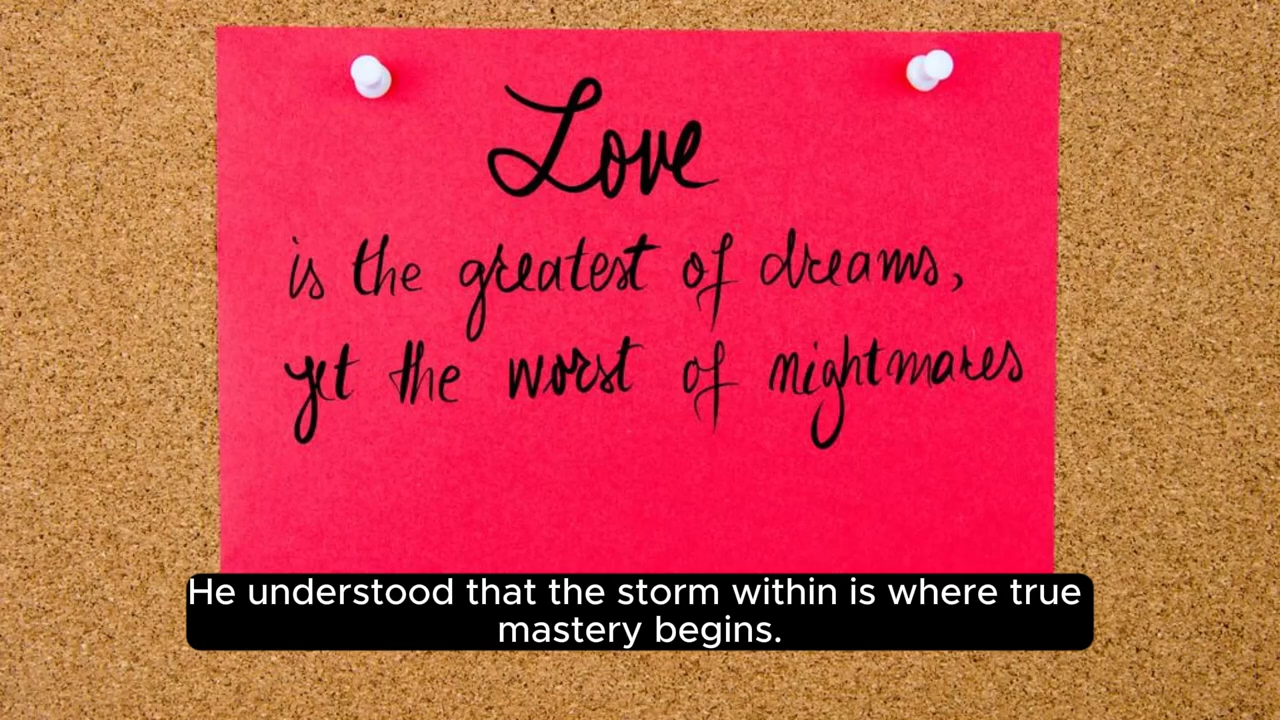 Love
is the greatest of dreams,
yet the worst of nightmares
He understood that the storm within is where true
mastery begins.